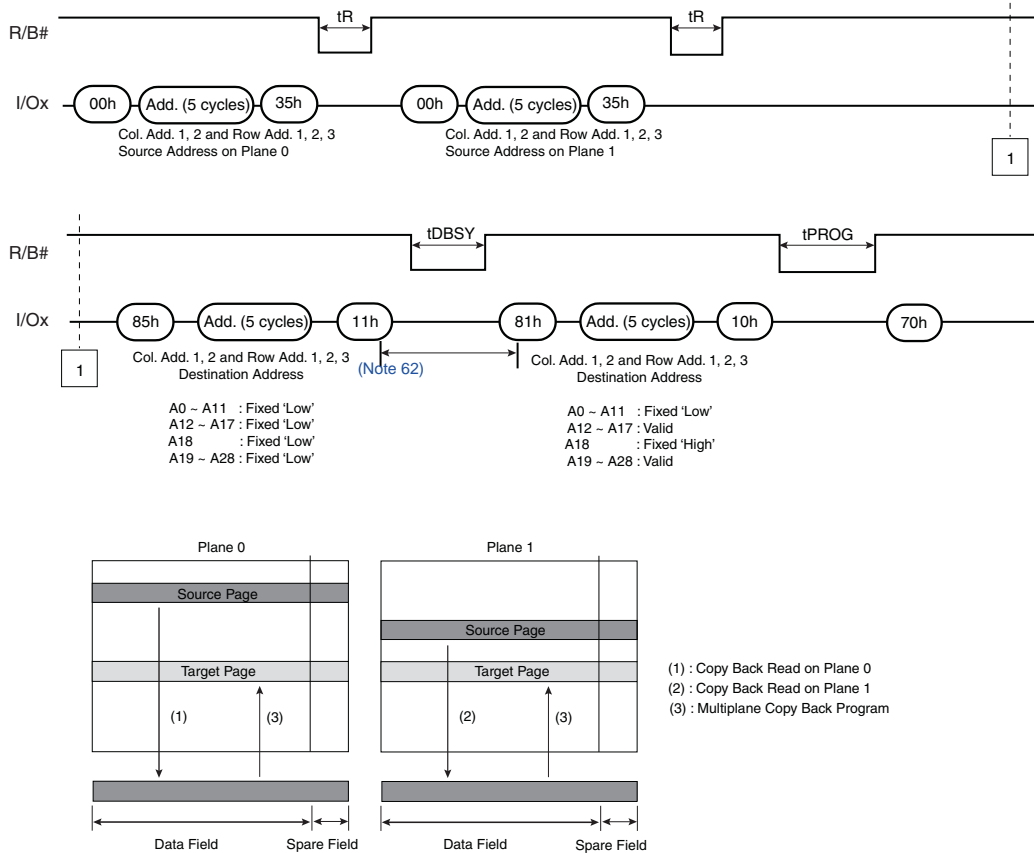 R/B#
tR
tR
1
I/Ox
00h
Add. (5 cycles)
35h
00h
Add. (5 cycles)
35h
Col. Add. 1, 2 and Row Add. 1, 2, 3
Source Address on Plane 0
Col. Add. 1, 2 and Row Add. 1, 2, 3
Source Address on Plane 1
R/B#
tDBSY
tPROG
I/Ox
85h
Add. (5 cycles)
11h
81h
Add. (5 cycles)
10h
70h
1
Col. Add. 1, 2 and Row Add. 1, 2, 3
Destination Address
(Note 62)
Col. Add. 1, 2 and Row Add. 1, 2, 3
Destination Address
A0 ~ A11 : Fixed ‘Low’
A12 ~ A17 : Fixed ‘Low’
A18 : Fixed ‘Low’
A19 ~ A28 : Fixed ‘Low’
A0 ~ A11 : Fixed ‘Low’
A12 ~ A17 : Valid
A18 : Fixed ‘High’
A19 ~ A28 : Valid
Plane 0
Source Page
Target Page
(1)
(3)
Data Field
Spare Field
Plane 1
Source Page
Target Page
(2)
(3)
Data Field
Spare Field
(1) : Copy Back Read on Plane 0
(2) : Copy Back Read on Plane 1
(3) : Multiplane Copy Back Program